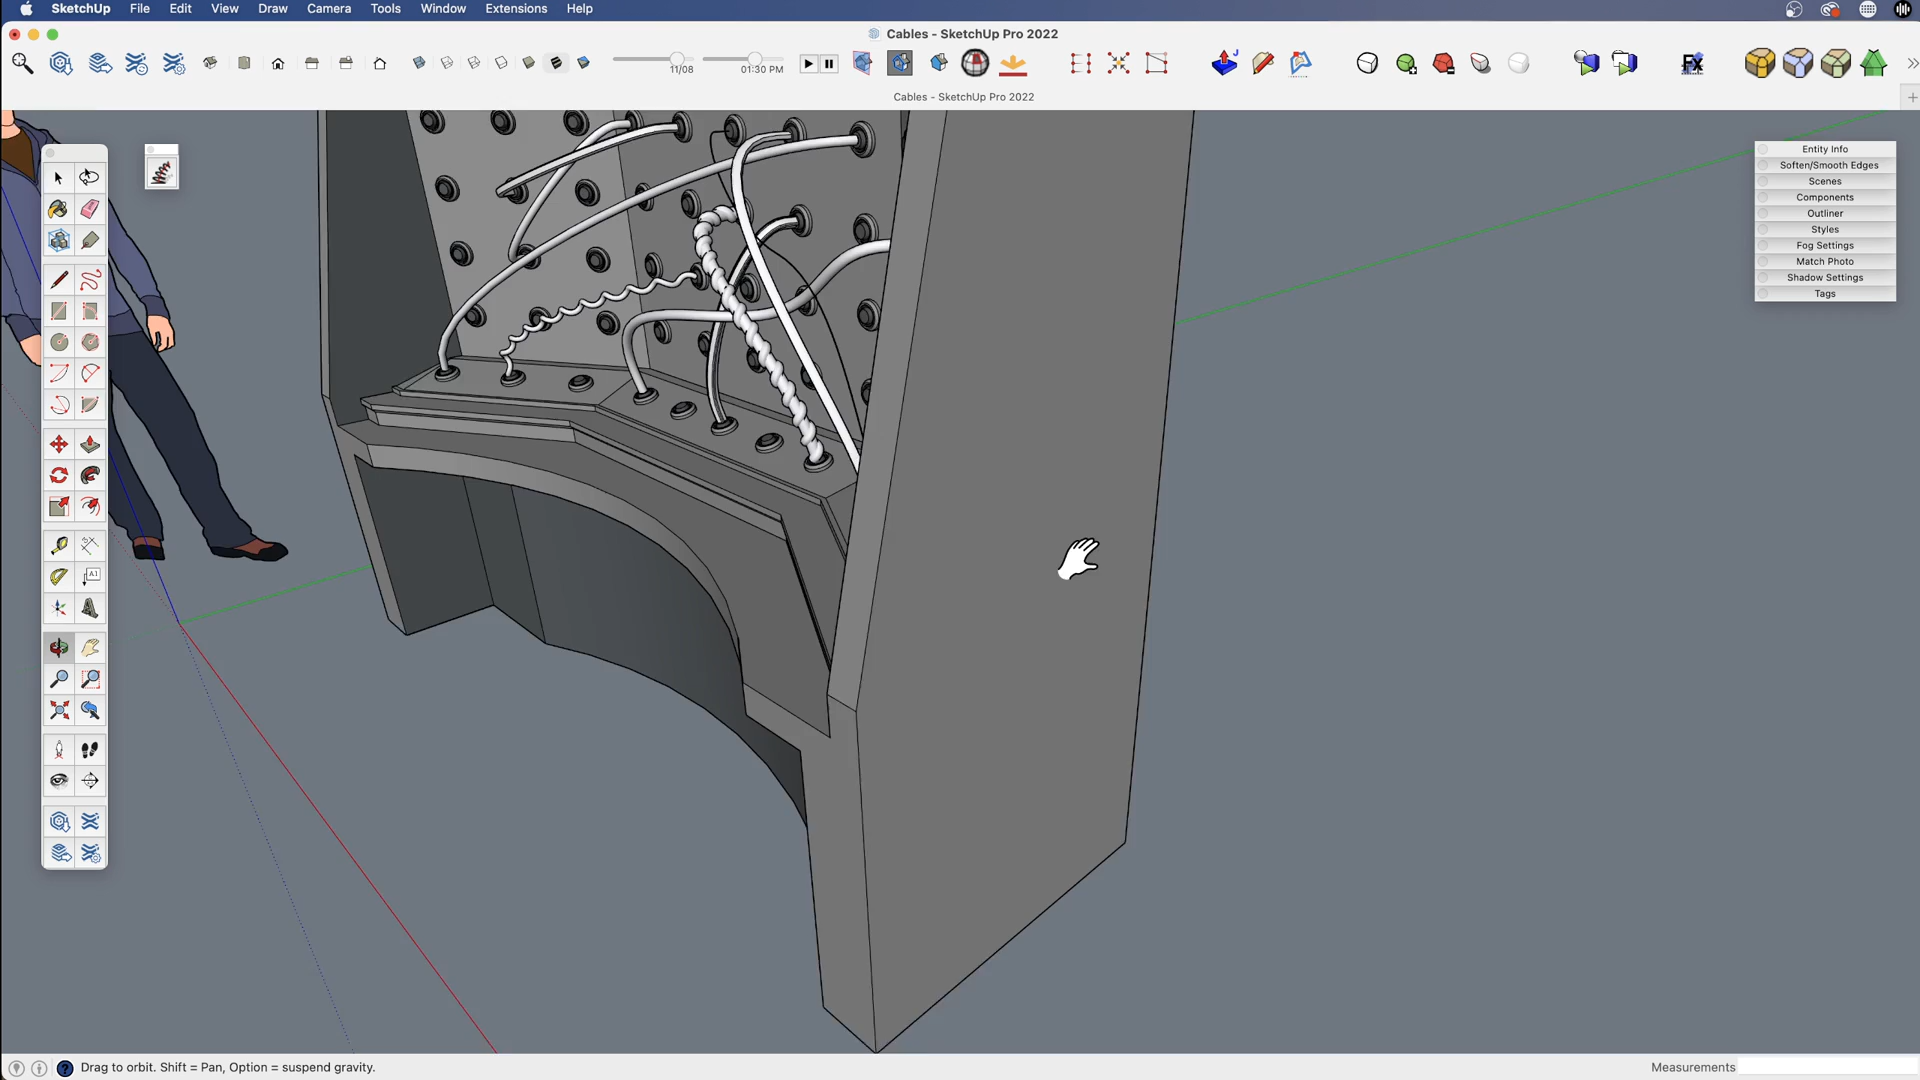 SketchUp File Edit View Draw Camera Tools Window Extensions Help
Cables - SketchUp Pro 2022
11/08
01:30 PM
J
FX
Cables - SketchUp Pro 2022
Entity Info
Soften/Smooth Edges
Scenes
Components
Outliner
Styles
Fog Settings
Match Photo
Shadow Settings
Tags
A1
A
Drag to orbit. Shift = Pan, Option = suspend gravity.
Measurements